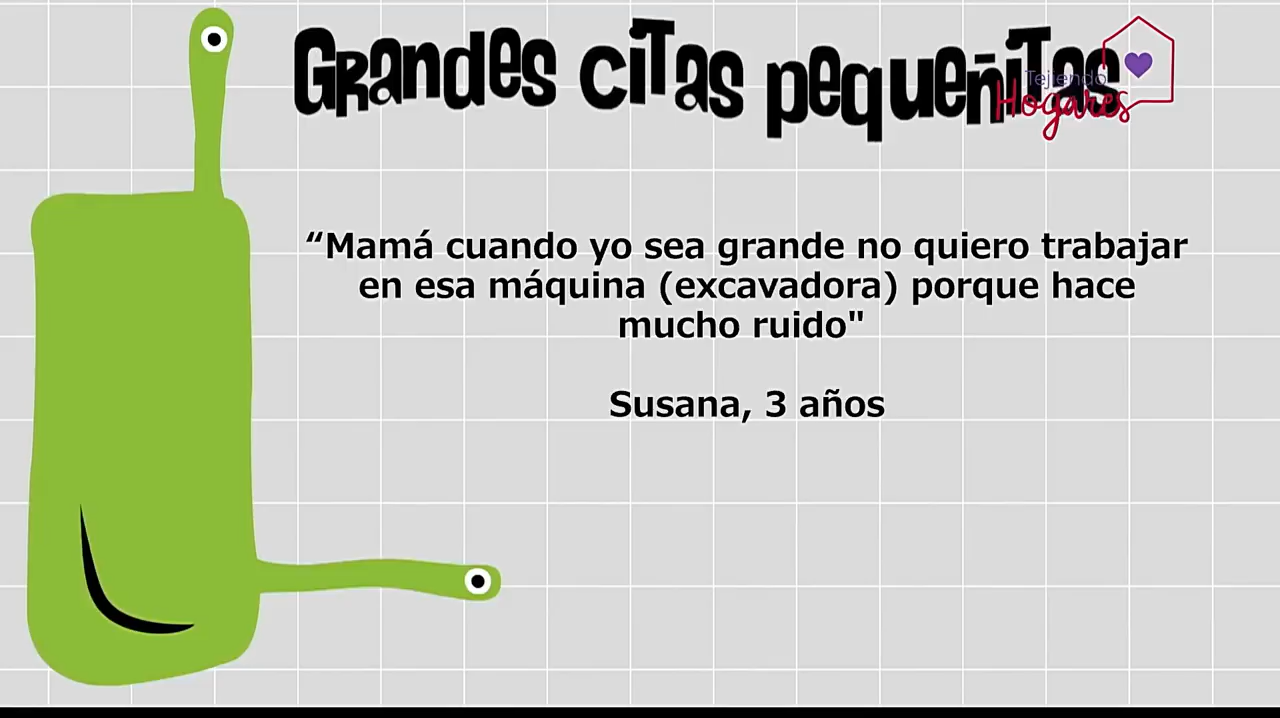 Grandes citas pequeñitas
Tejiendo
Hogares
“Mamá cuando yo sea grande no quiero trabajar
en esa máquina (excavadora) porque hace
mucho ruido"
Susana, 3 años